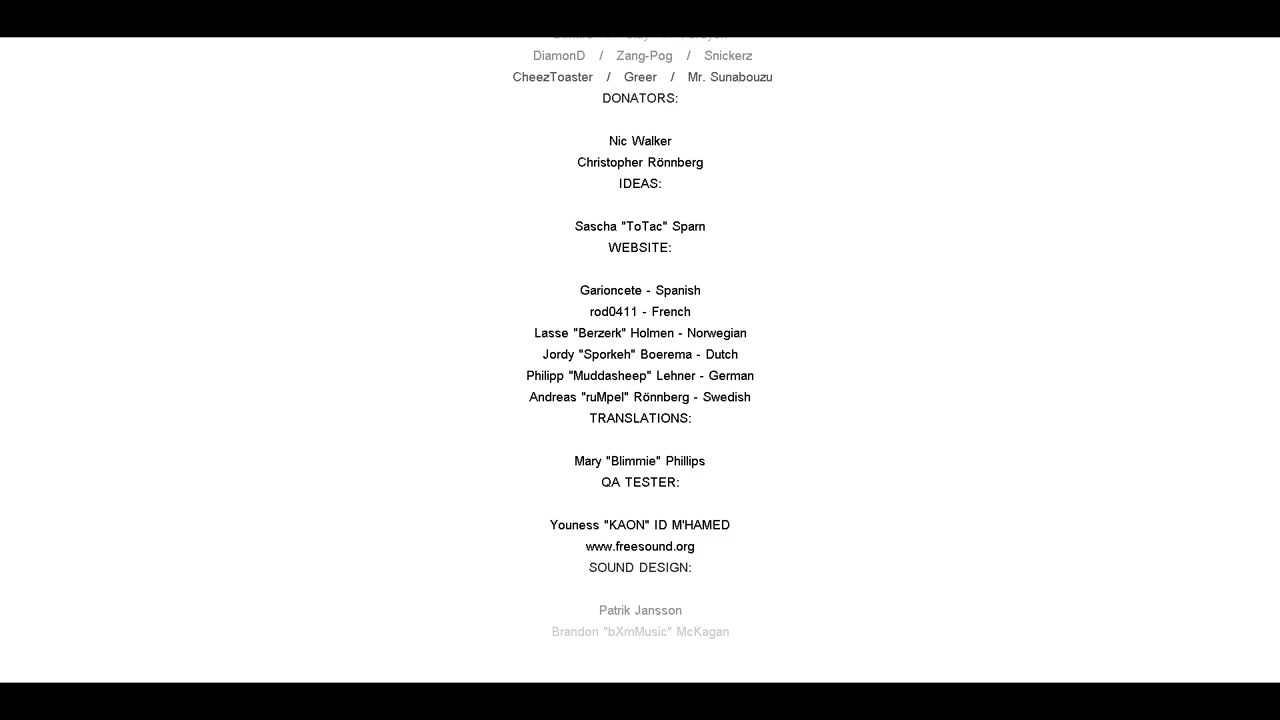 DiamonD / Zang-Pog / Snickerz
CheezToaster / Greer / Mr. Sunabouzu
DONATORS:
Nic Walker
Christopher Rönnberg
IDEAS:
Sascha "ToTac" Sparn
WEBSITE:
Garioncete - Spanish
rod0411 - French
Lasse "Berzerk" Holmen - Norwegian
Jordy "Sporkeh" Boerema - Dutch
Philipp "Muddasheep" Lehner - German
Andreas "ruMpel" Rönnberg - Swedish
TRANSLATIONS:
Mary "Blimmie" Phillips
QA TESTER:
Youness "KAON" ID M'HAMED
www.freesound.org
SOUND DESIGN:
Patrik Jansson
Brandon "bXmMusic" McKagan